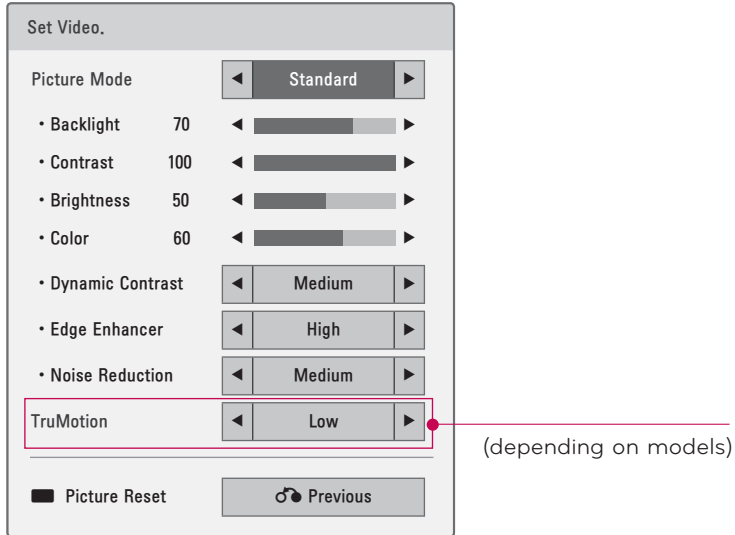 Set Video.
Picture Mode Standard
• Backlight 70
• Contrast 100
• Brightness 50
• Color 60
• Dynamic Contrast Medium
• Edge Enhancer High
• Noise Reduction Medium
TruMotion Low
(depending on models)
Picture Reset Previous